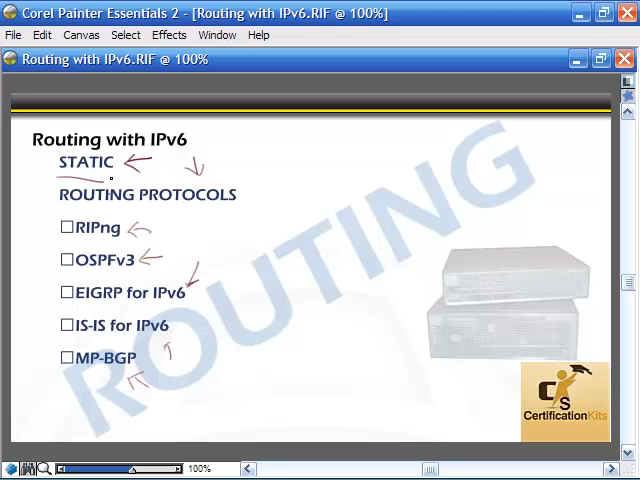 Corel Painter Essentials 2 - [Routing with IPv6.RIF @ 100%]
File Edit Canvas Select Effects Window Help
Routing with IPv6.RIF @ 100%
Routing with IPv6
STATIC
ROUTING PROTOCOLS
RIPng
OSPFv3
EIGRP for IPv6
IS-IS for IPv6
MP-BGP
ROUTING
CS
CertificationKits
100%